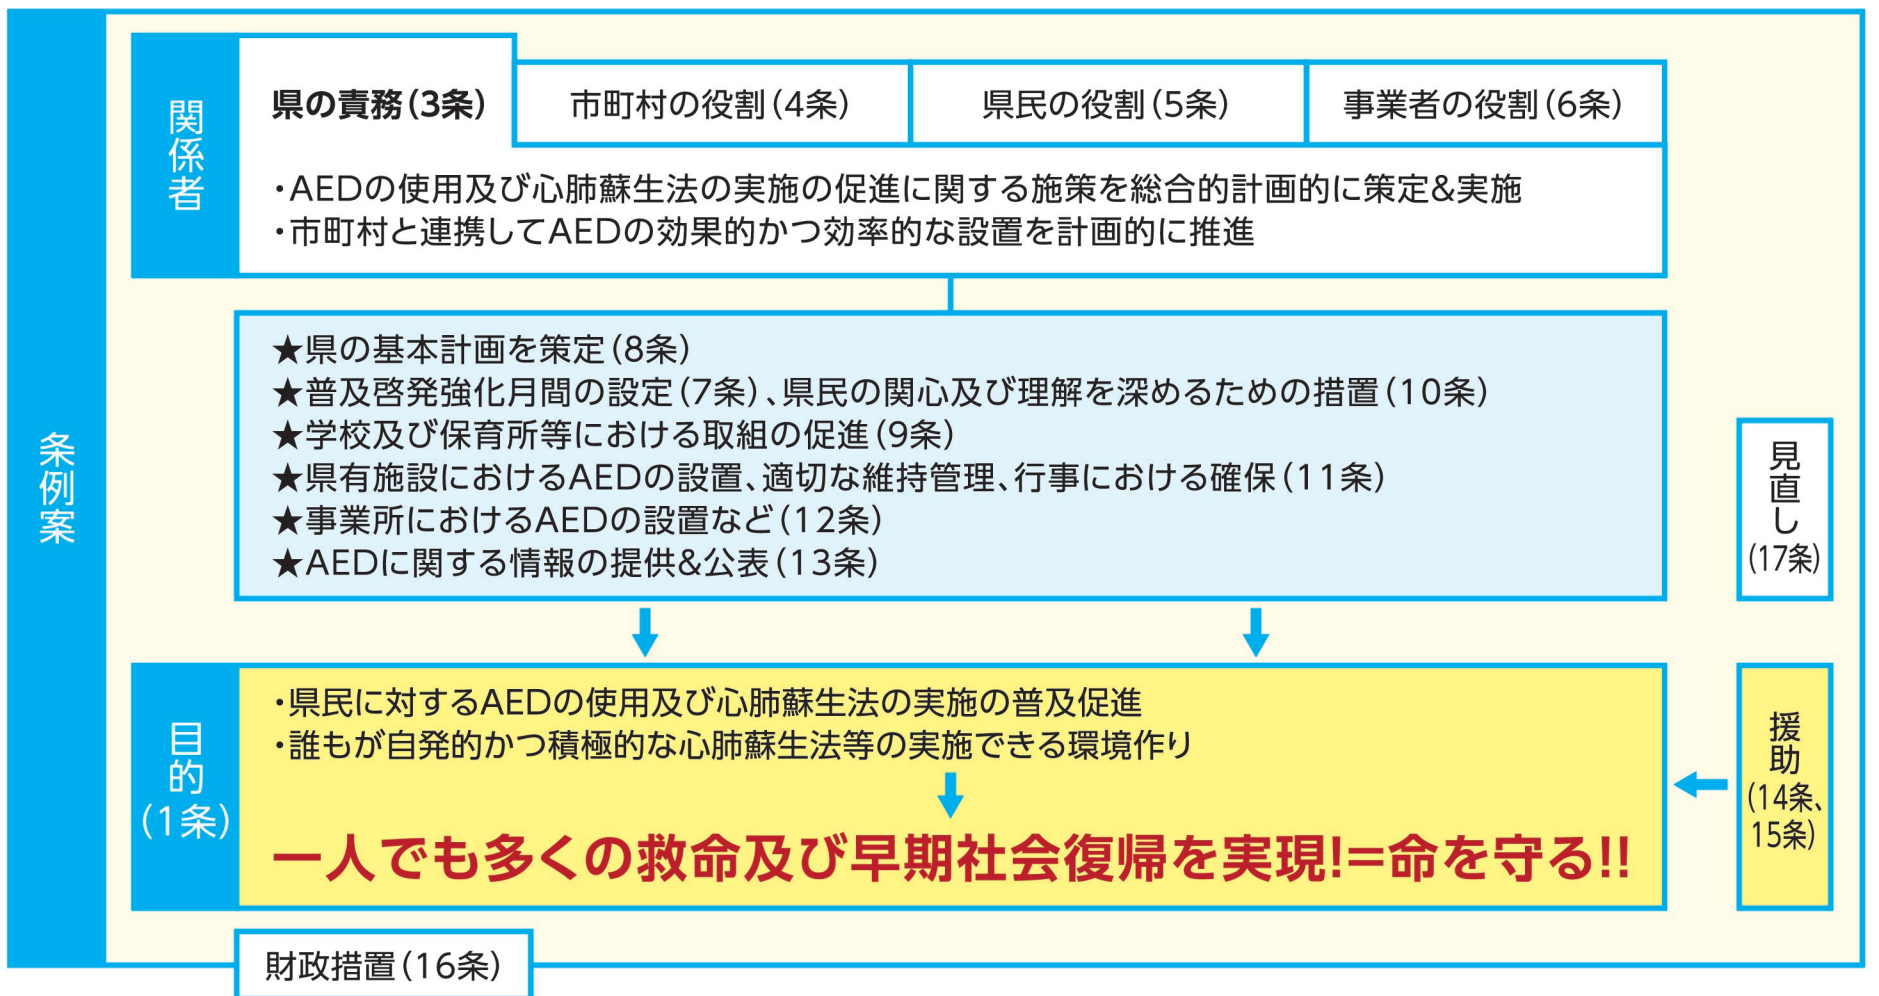 条例案
関係者
県の責務(3条)
市町村の役割(4条)
県民の役割(5条)
事業者の役割(6条)
・AEDの使用及び心肺蘇生法の実施の促進に関する施策を総合的計画的に策定&実施
・市町村と連携してAEDの効果的かつ効率的な設置を計画的に推進
★県の基本計画を策定(8条)
★普及啓発強化月間の設定(7条)、県民の関心及び理解を深めるための措置(10条)
★学校及び保育所等における取組の促進(9条)
★県有施設におけるAEDの設置、適切な維持管理、行事における確保(11条)
★事業所におけるAEDの設置など(12条)
★AEDに関する情報の提供&公表(13条)
見直し
(17条)
目的
(1条)
・県民に対するAEDの使用及び心肺蘇生法の実施の普及促進
・誰もが自発的かつ積極的な心肺蘇生法等の実施できる環境作り
一人でも多くの救命及び早期社会復帰を実現!=命を守る!!
援助
(14条、
15条)
財政措置(16条)